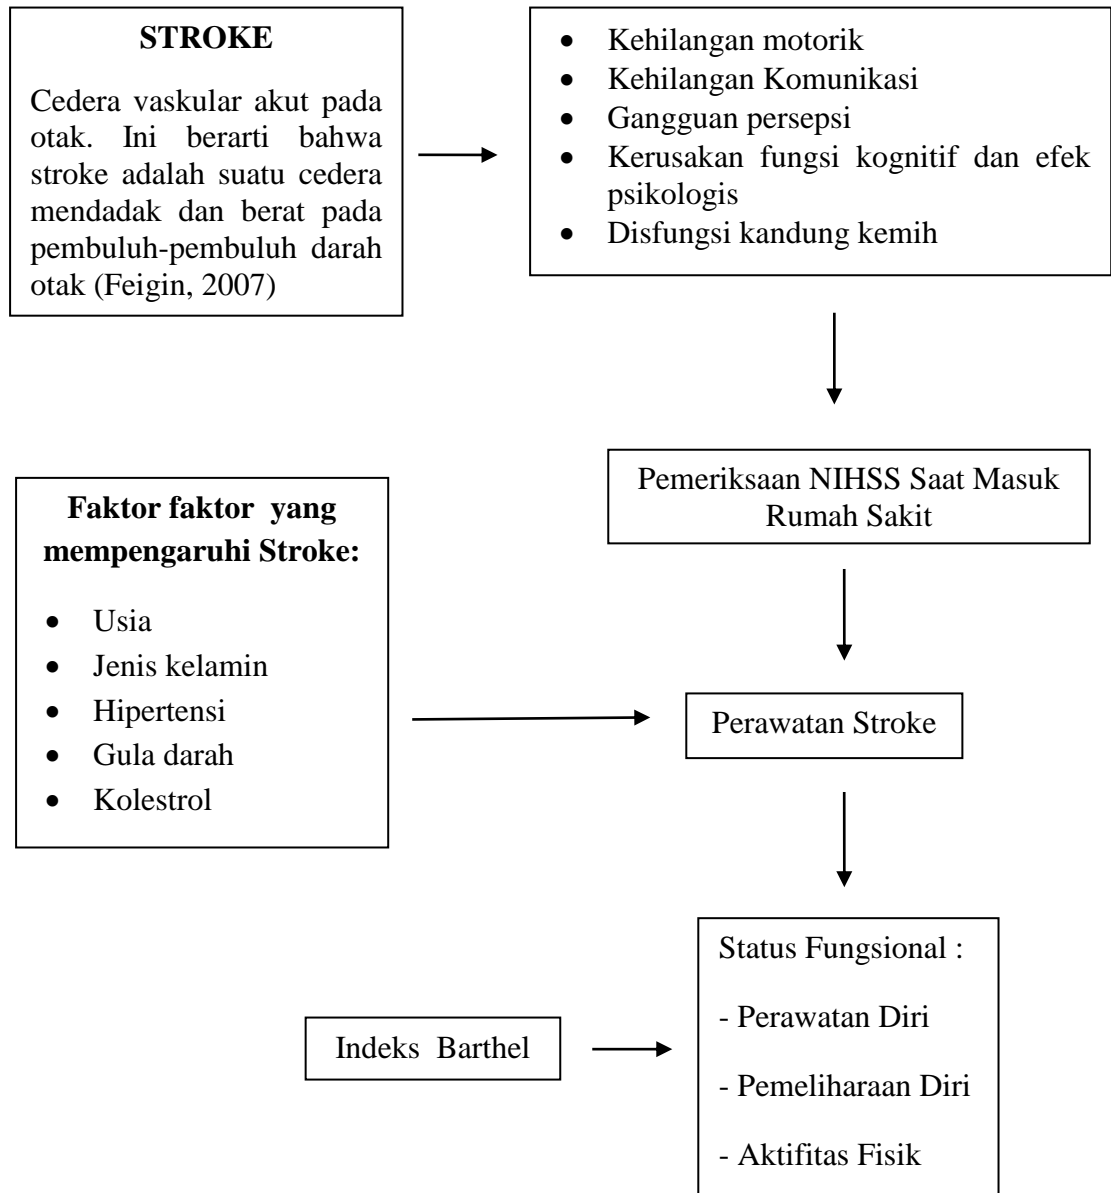 STROKE
Cedera vaskular akut pada
otak. Ini berarti bahwa
stroke adalah suatu cedera
mendadak dan berat pada
pembuluh-pembuluh darah
otak (Feigin, 2007)
• Kehilangan motorik
• Kehilangan Komunikasi
• Gangguan persepsi
• Kerusakan fungsi kognitif dan efek
psikologis
• Disfungsi kandung kemih
Pemeriksaan NIHSS Saat Masuk
Rumah Sakit
Faktor faktor yang
mempengaruhi Stroke:
• Usia
• Jenis kelamin
• Hipertensi
• Gula darah
• Kolestrol
Perawatan Stroke
Indeks Barthel
Status Fungsional :
- Perawatan Diri
- Pemeliharaan Diri
- Aktifitas Fisik